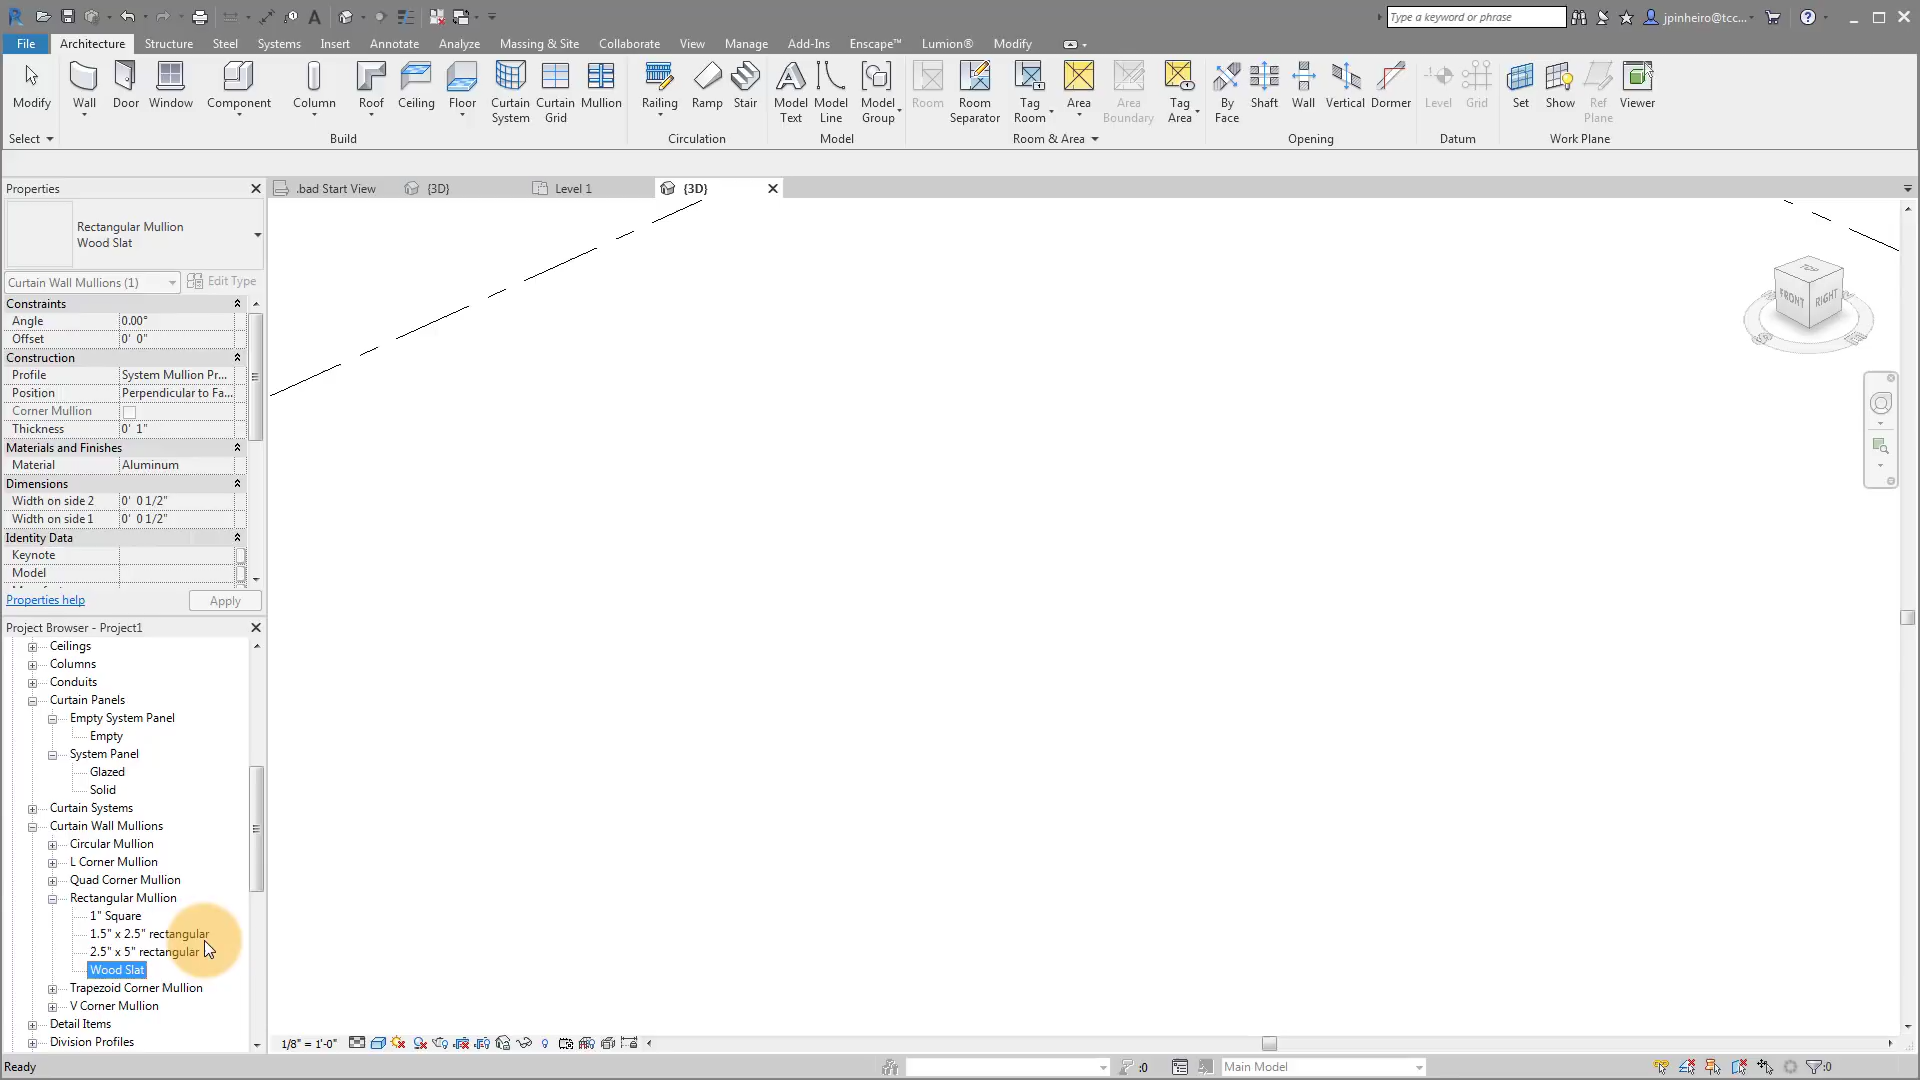 Type a keyword or phrase
jpinheiro@tcc...
File Architecture Structure Steel Systems Insert Annotate Analyze Massing & Site Collaborate View Manage Add-Ins Enscape™ Lumion® Modify
Modify Wall Door Window Component Column Roof Ceiling Floor Curtain System Curtain Grid Mullion Railing Ramp Stair Model Text Model Line Model Group Room Room Separator Tag Room Area Area Boundary Tag Area By Face Shaft Wall Vertical Dormer Level Grid Set Show Ref Plane Viewer
Select Build Circulation Model Room & Area Opening Datum Work Plane
Properties
.bad Start View {3D} Level 1 {3D}
Rectangular Mullion
Wood Slat
Curtain Wall Mullions (1) Edit Type
Constraints
Angle 0.00°
Offset 0' 0"
Construction
Profile System Mullion Pr...
Position Perpendicular to Fa...
Corner Mullion
Thickness 0' 1"
Materials and Finishes
Material Aluminum
Dimensions
Width on side 2 0' 0 1/2"
Width on side 1 0' 0 1/2"
Identity Data
Keynote
Model
Properties help Apply
TOP
FRONT RIGHT
Project Browser - Project1
Ceilings
Columns
Conduits
Curtain Panels
Empty System Panel
Empty
System Panel
Glazed
Solid
Curtain Systems
Curtain Wall Mullions
Circular Mullion
L Corner Mullion
Quad Corner Mullion
Rectangular Mullion
1" Square
1.5" x 2.5" rectangular
2.5" x 5" rectangular
Wood Slat
Trapezoid Corner Mullion
V Corner Mullion
Detail Items
Division Profiles
1/8" = 1'-0"
Ready :0 Main Model :0